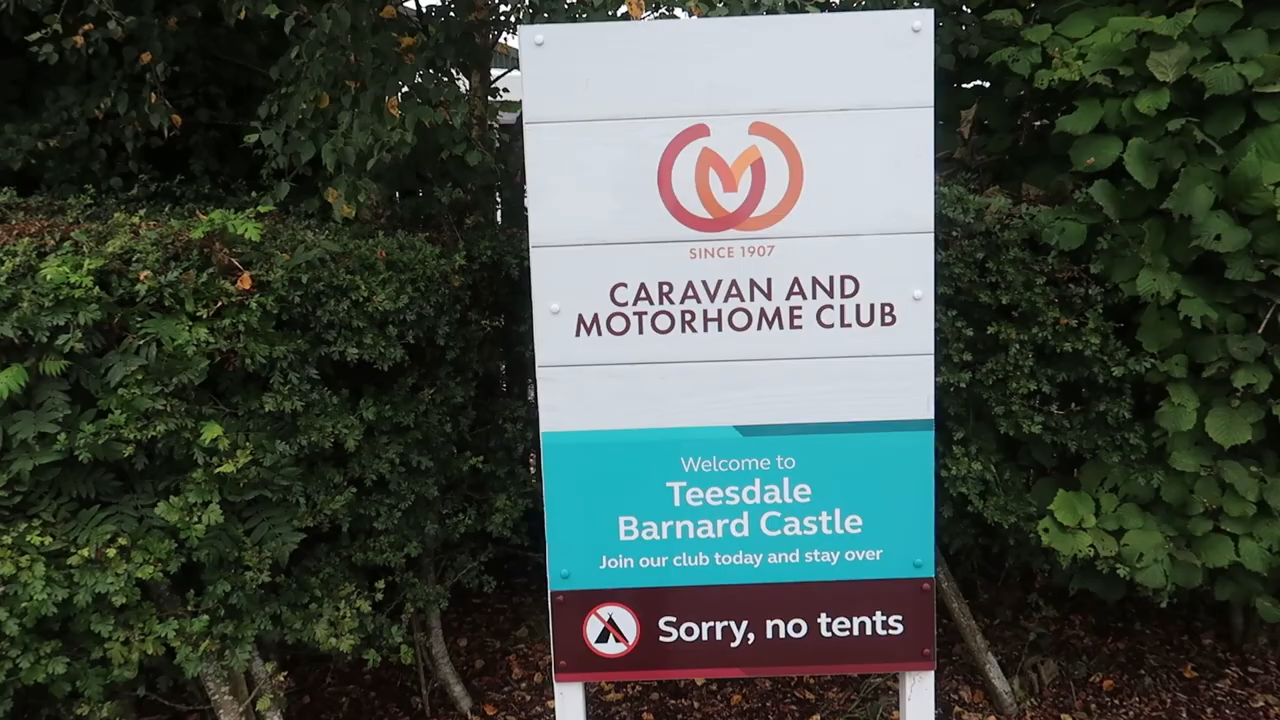 SINCE 1907
CARAVAN AND
MOTORHOME CLUB
Welcome to
Teesdale
Barnard Castle
Join our club today and stay over
Sorry, no tents